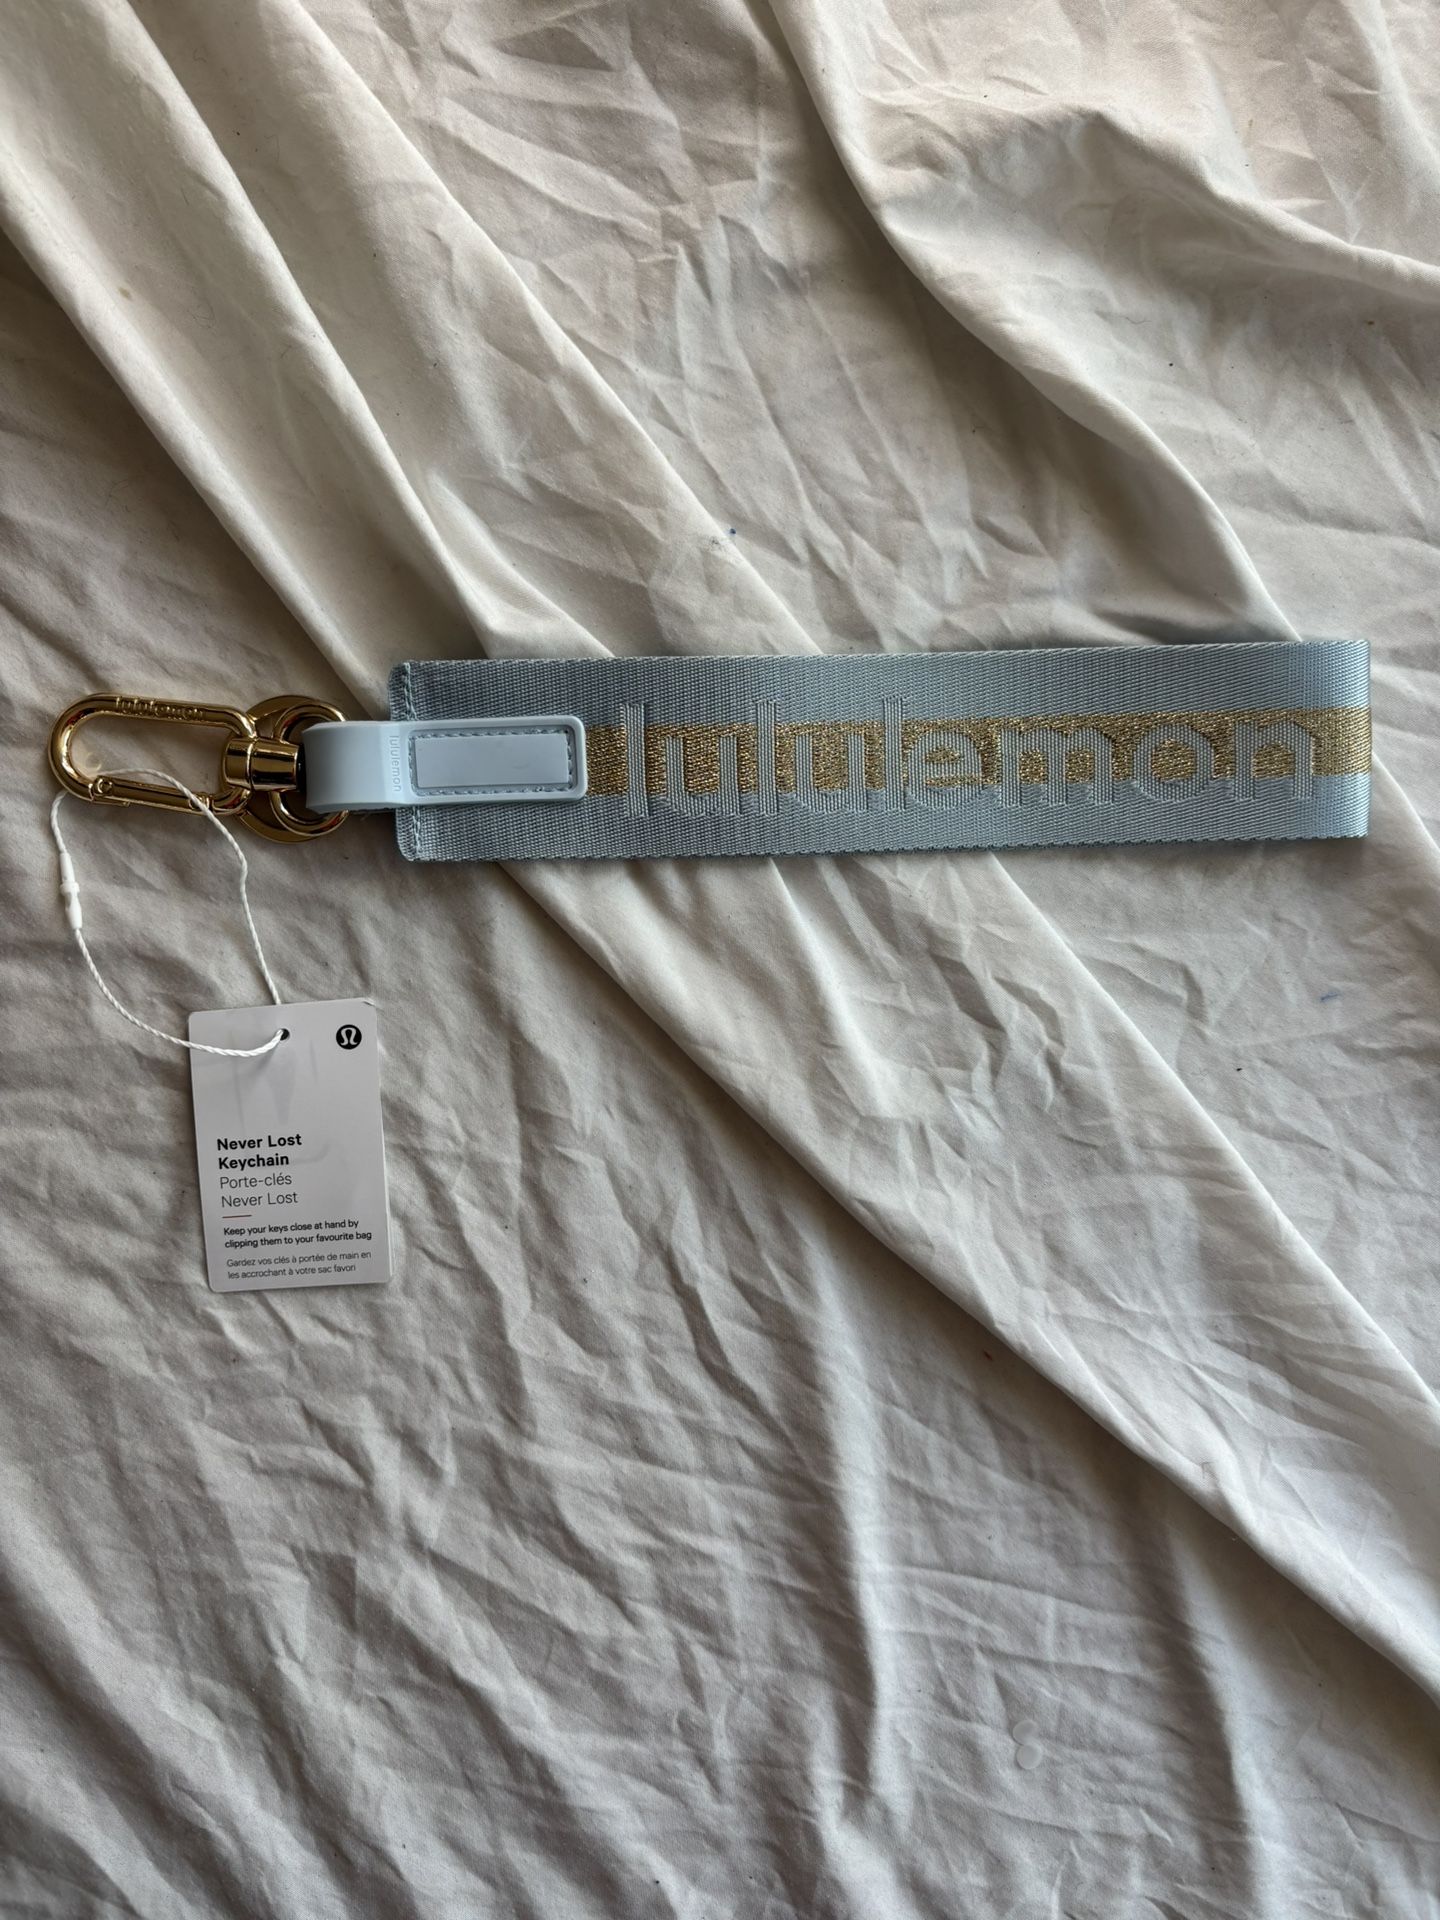 lululemon
lululemon
lululemon
Never Lost
Keychain
Porte-clés
Never Lost
Keep your keys close at hand by
clipping them to your favourite bag
Gardez vos clés à portée de main en
les accrochant à votre sac favori